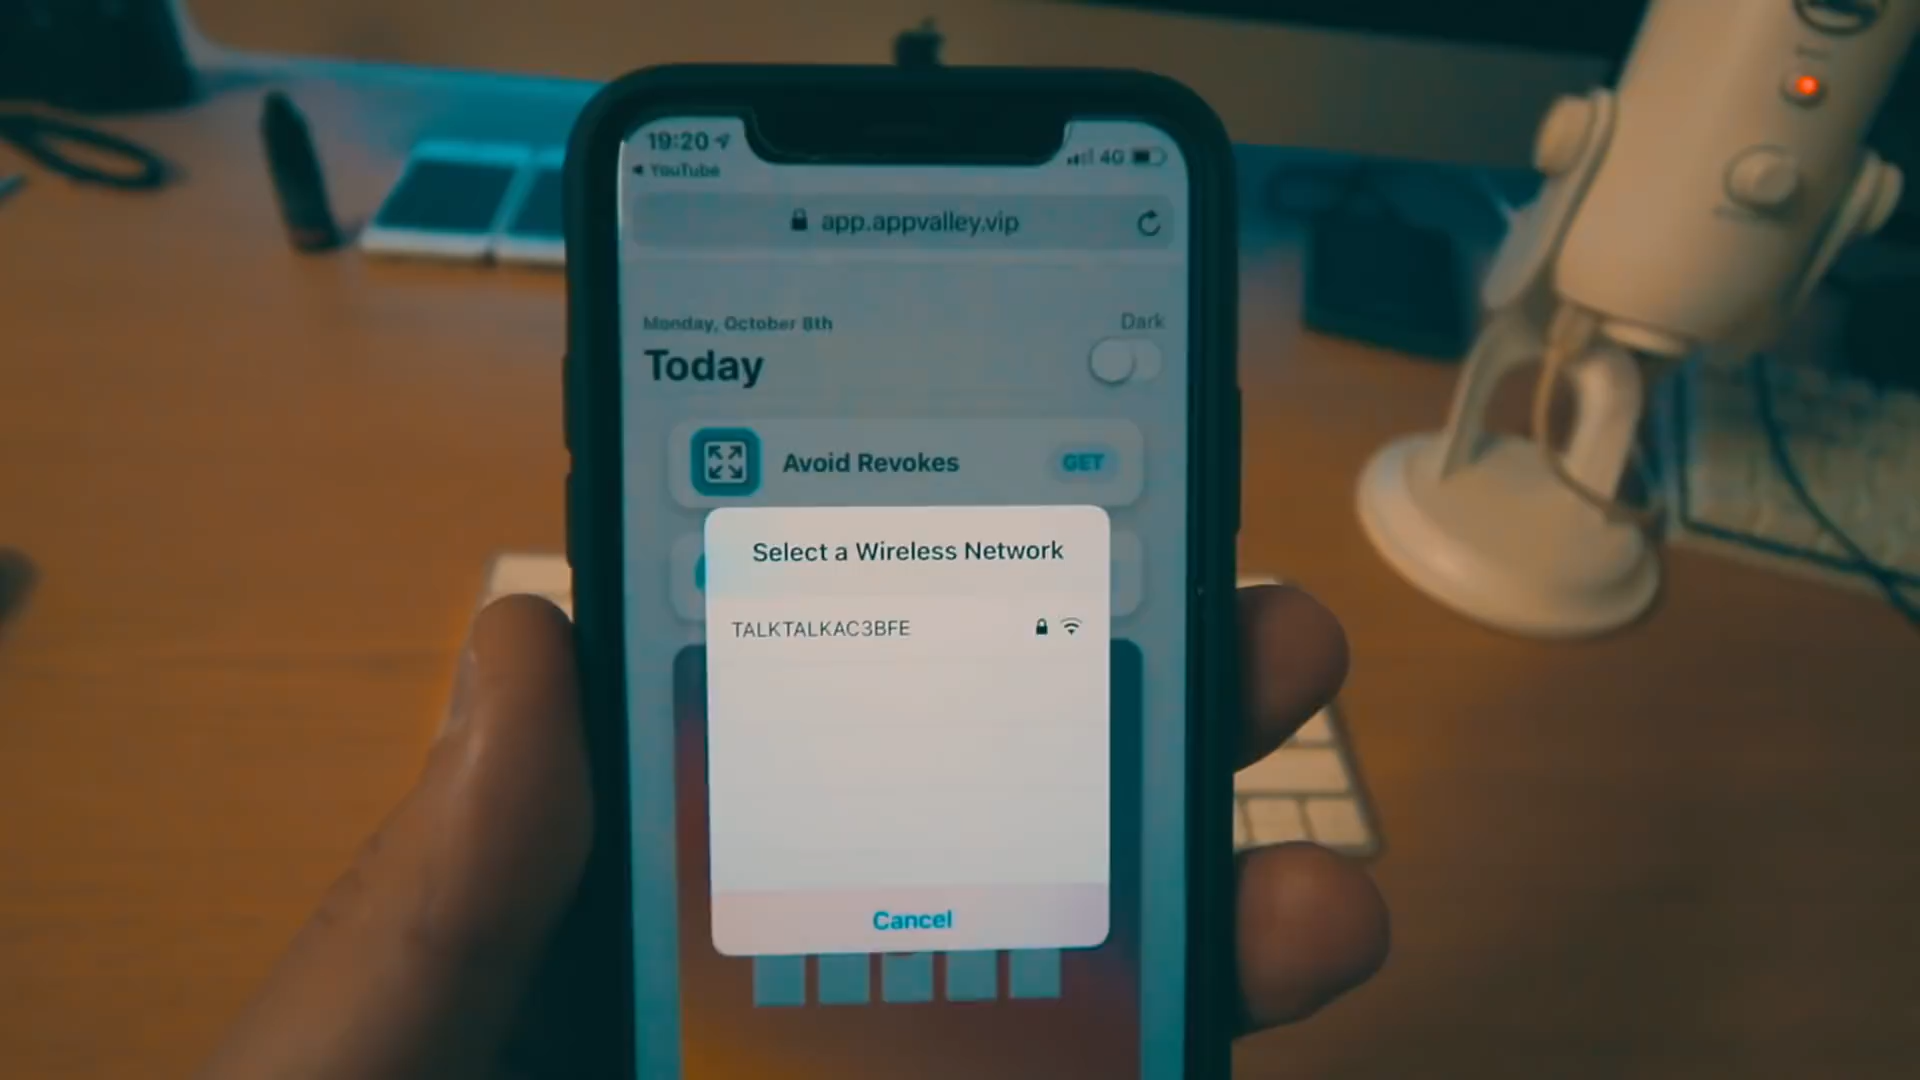 19:20
4G
YouTube
app.appvalley.vip
Monday, October 8th
Dark
Today
Avoid Revokes
GET
Select a Wireless Network
TALKTALKAC3BFE
Cancel